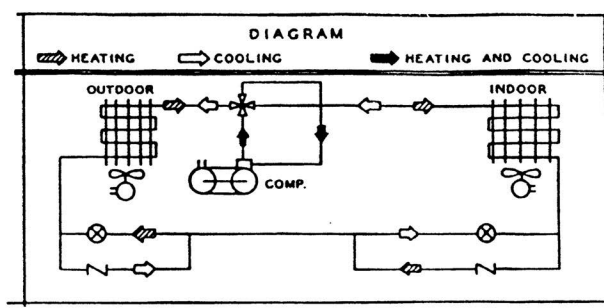 DIAGRAM
HEATING COOLING HEATING AND COOLING
OUTDOOR INDOOR
COMP.